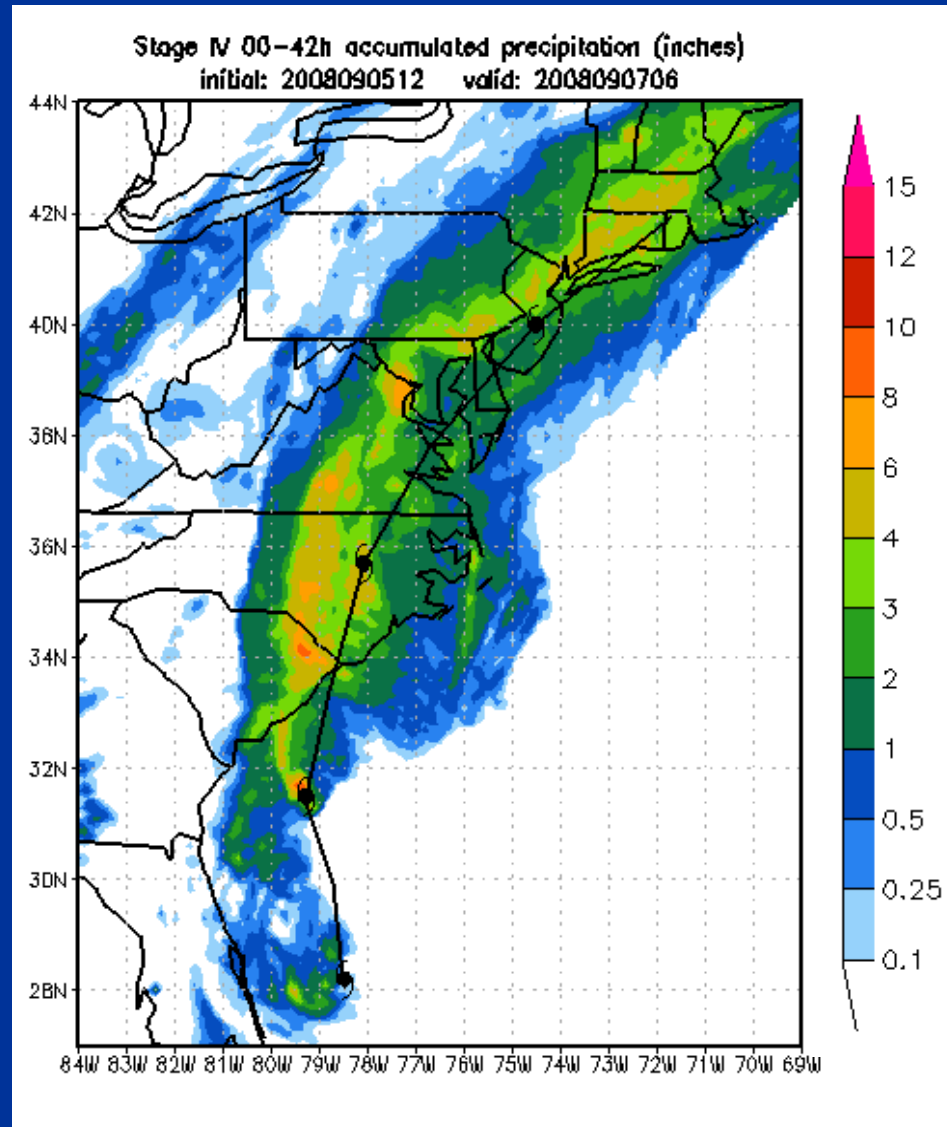 Stage IV 00-42h accumulated precipitation (inches)
initial: 2008090512 valid: 2008090706
44N
42N
40N
38N
36N
34N
32N
30N
28N
84W 83W 82W 81W 80W 79W 78W 77W 76W 75W 74W 73W 72W 71W 70W 69W
15
12
10
8
6
4
3
2
1
0.5
0.25
0.1